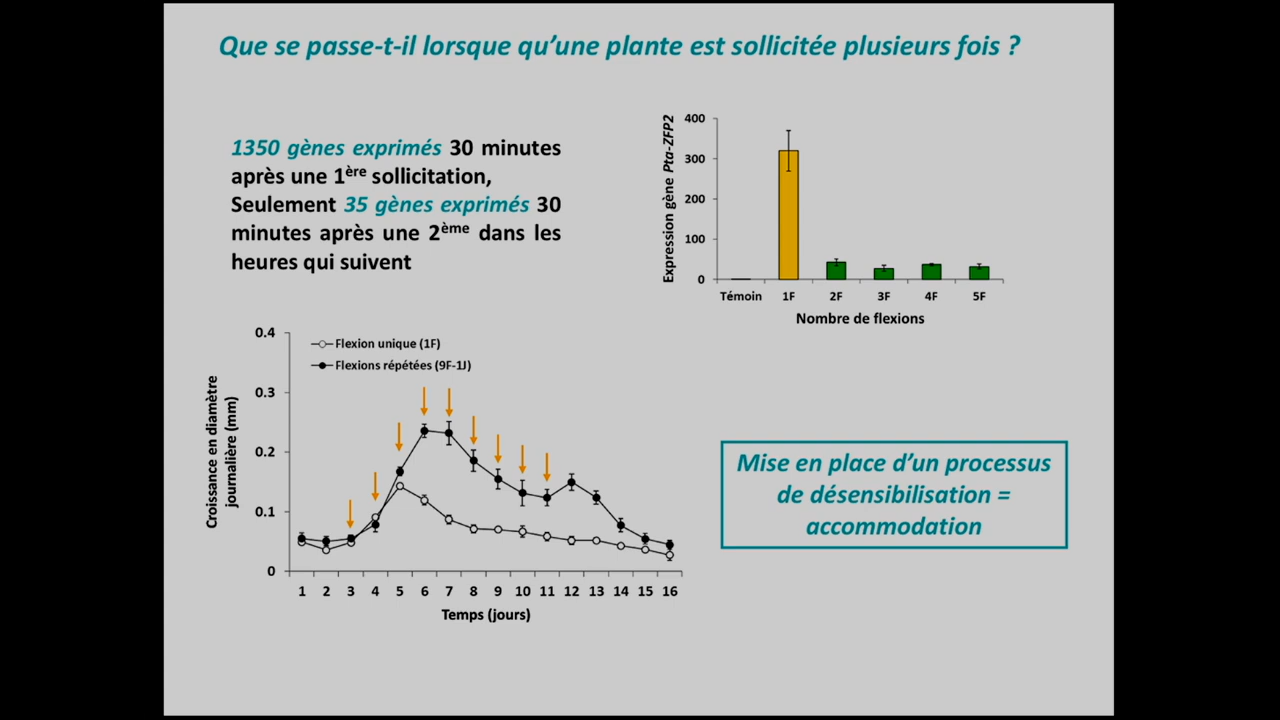 Que se passe-t-il lorsqu’une plante est sollicitée plusieurs fois ?
1350 gènes exprimés 30 minutes
après une 1ère sollicitation,
Seulement 35 gènes exprimés 30
minutes après une 2ème dans les
heures qui suivent
Expression gène Pta-ZFP2
400
300
200
100
0
Témoin 1F 2F 3F 4F 5F
Nombre de flexions
Croissance en diamètre
journalière (mm)
0.4
0.3
0.2
0.1
0
Flexion unique (1F)
Flexions répétées (9F-1J)
1 2 3 4 5 6 7 8 9 10 11 12 13 14 15 16
Temps (jours)
Mise en place d’un processus
de désensibilisation =
accommodation